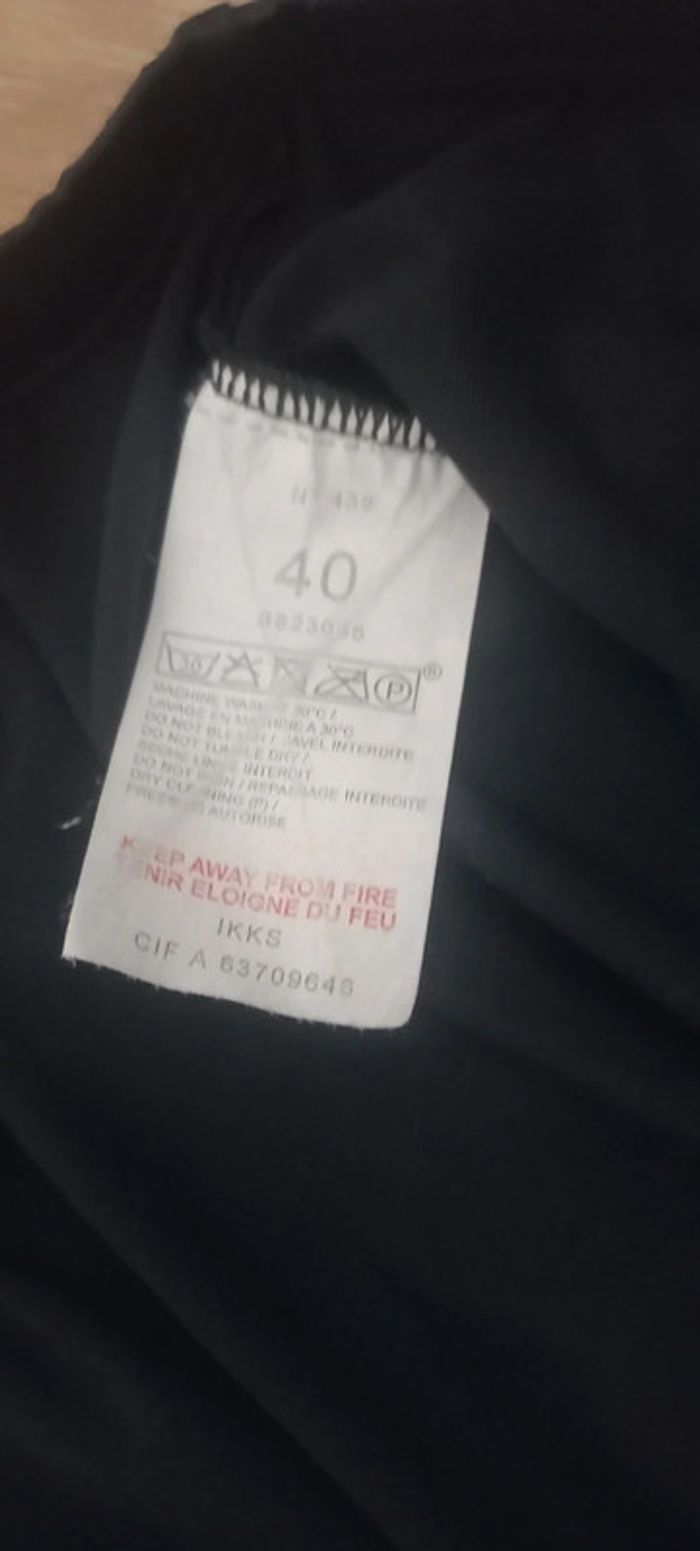 N° 439
40
30°
P ®
MACHINE WASH 30°C /
LAVAGE EN MACHINE A 30°C
DO NOT BLEACH / JAVEL INTERDITE
DO NOT TUMBLE DRY /
SECHE LINGE INTERDIT
DO NOT IRON / REPASSAGE INTERDITE
DRY CLEANING (P) /
AUTORISE
KEEP AWAY FROM FIRE
TENIR ELOIGNE DU FEU
IKKS
CIF A 63709646